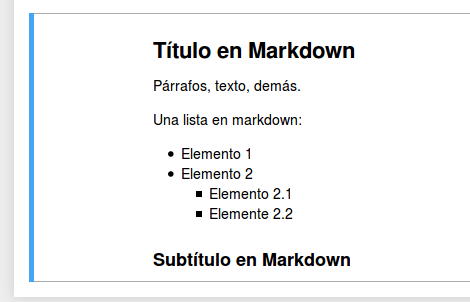 Título en Markdown
Párrafos, texto, demás.
Una lista en markdown:
Elemento 1
Elemento 2
Elemento 2.1
Elemente 2.2
Subtítulo en Markdown